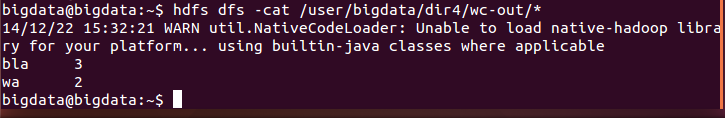 bigdata@bigdata:~$ hdfs dfs -cat /user/bigdata/dir4/wc-out/*
14/12/22 15:32:21 WARN util.NativeCodeLoader: Unable to load native-hadoop libra
ry for your platform... using builtin-java classes where applicable
bla     3
wa      2
bigdata@bigdata:~$